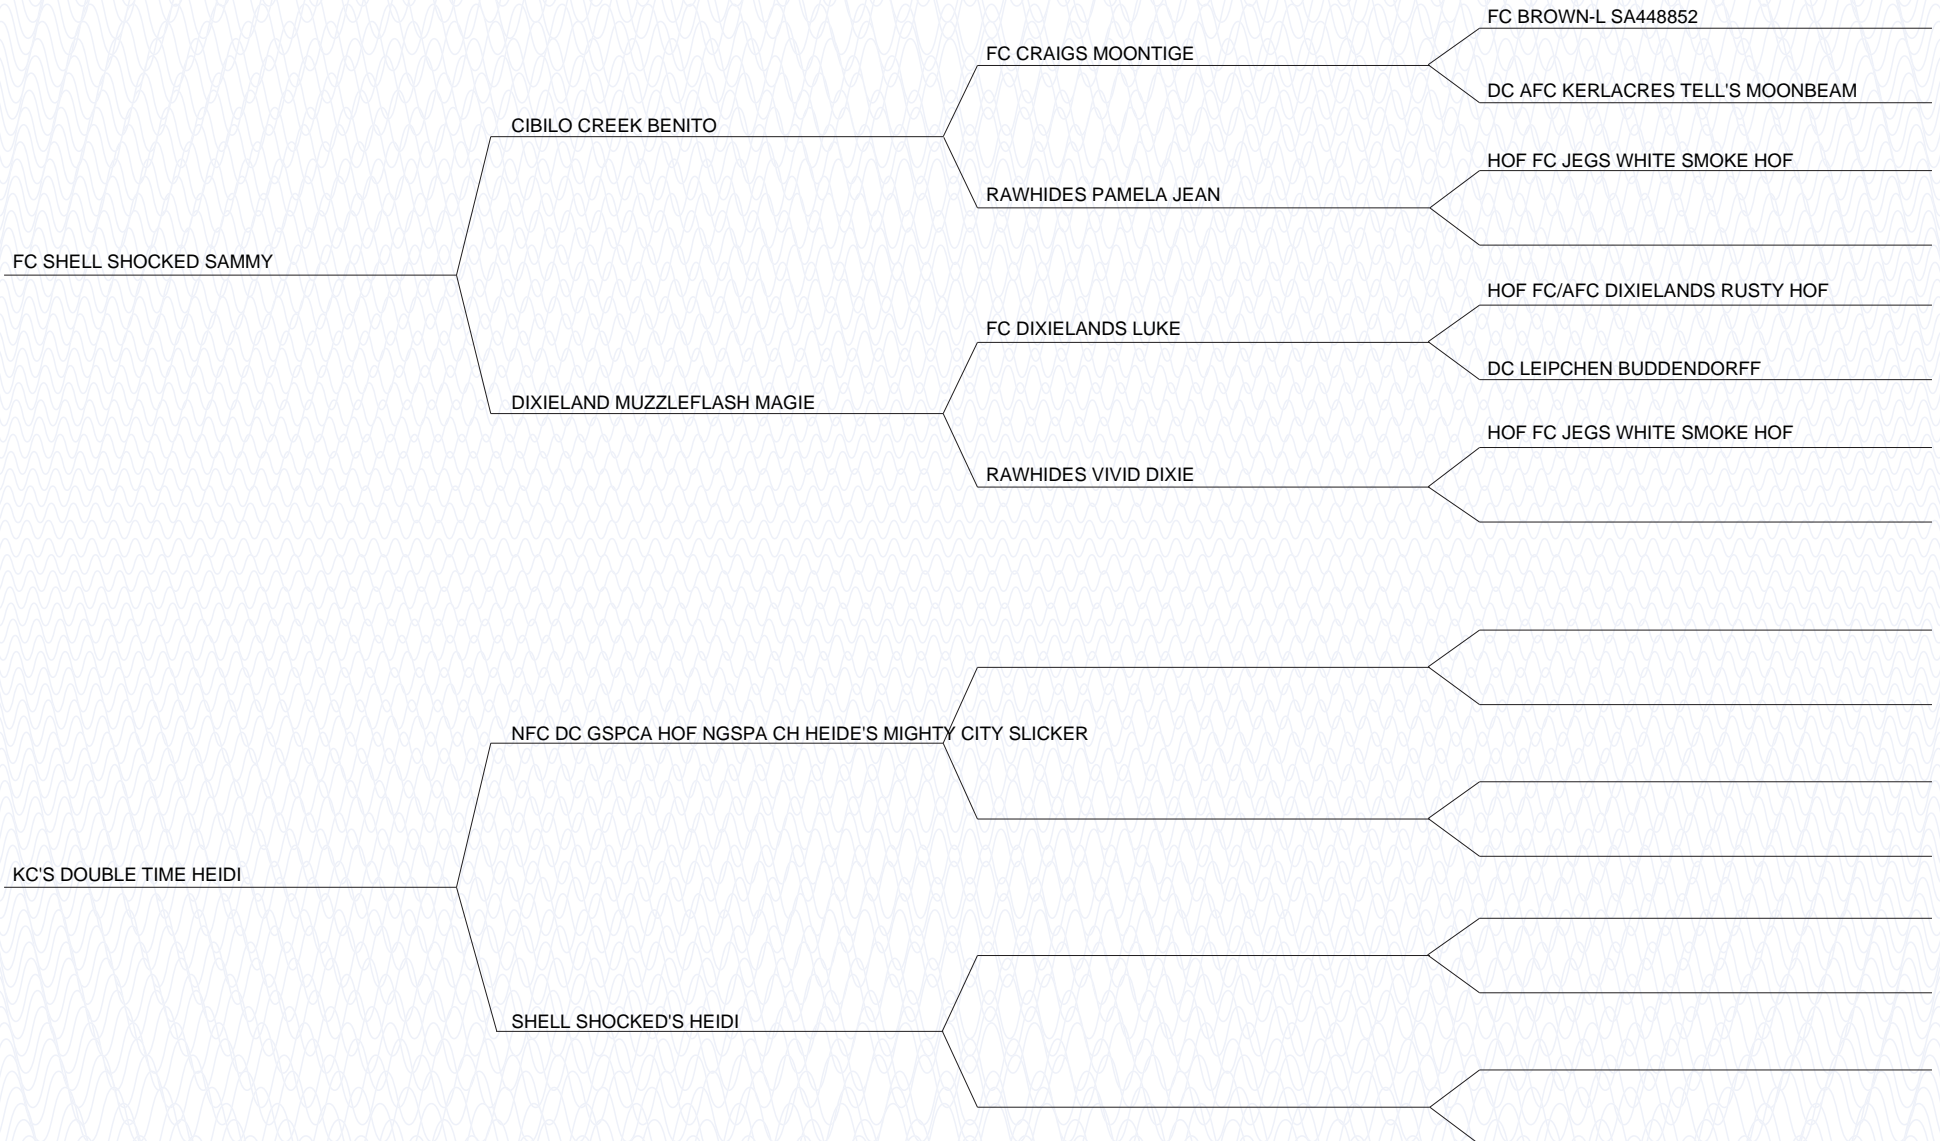 FC BROWN-L SA448852
FC CRAIGS MOONTIGE
DC AFC KERLACRES TELL'S MOONBEAM
CIBILO CREEK BENITO
HOF FC JEGS WHITE SMOKE HOF
RAWHIDES PAMELA JEAN
FC SHELL SHOCKED SAMMY
HOF FC/AFC DIXIELANDS RUSTY HOF
FC DIXIELANDS LUKE
DC LEIPCHEN BUDDENDORFF
DIXIELAND MUZZLEFLASH MAGIE
HOF FC JEGS WHITE SMOKE HOF
RAWHIDES VIVID DIXIE
NFC DC GSPCA HOF NGSPA CH HEIDE'S MIGHTY CITY SLICKER
KC'S DOUBLE TIME HEIDI
SHELL SHOCKED'S HEIDI